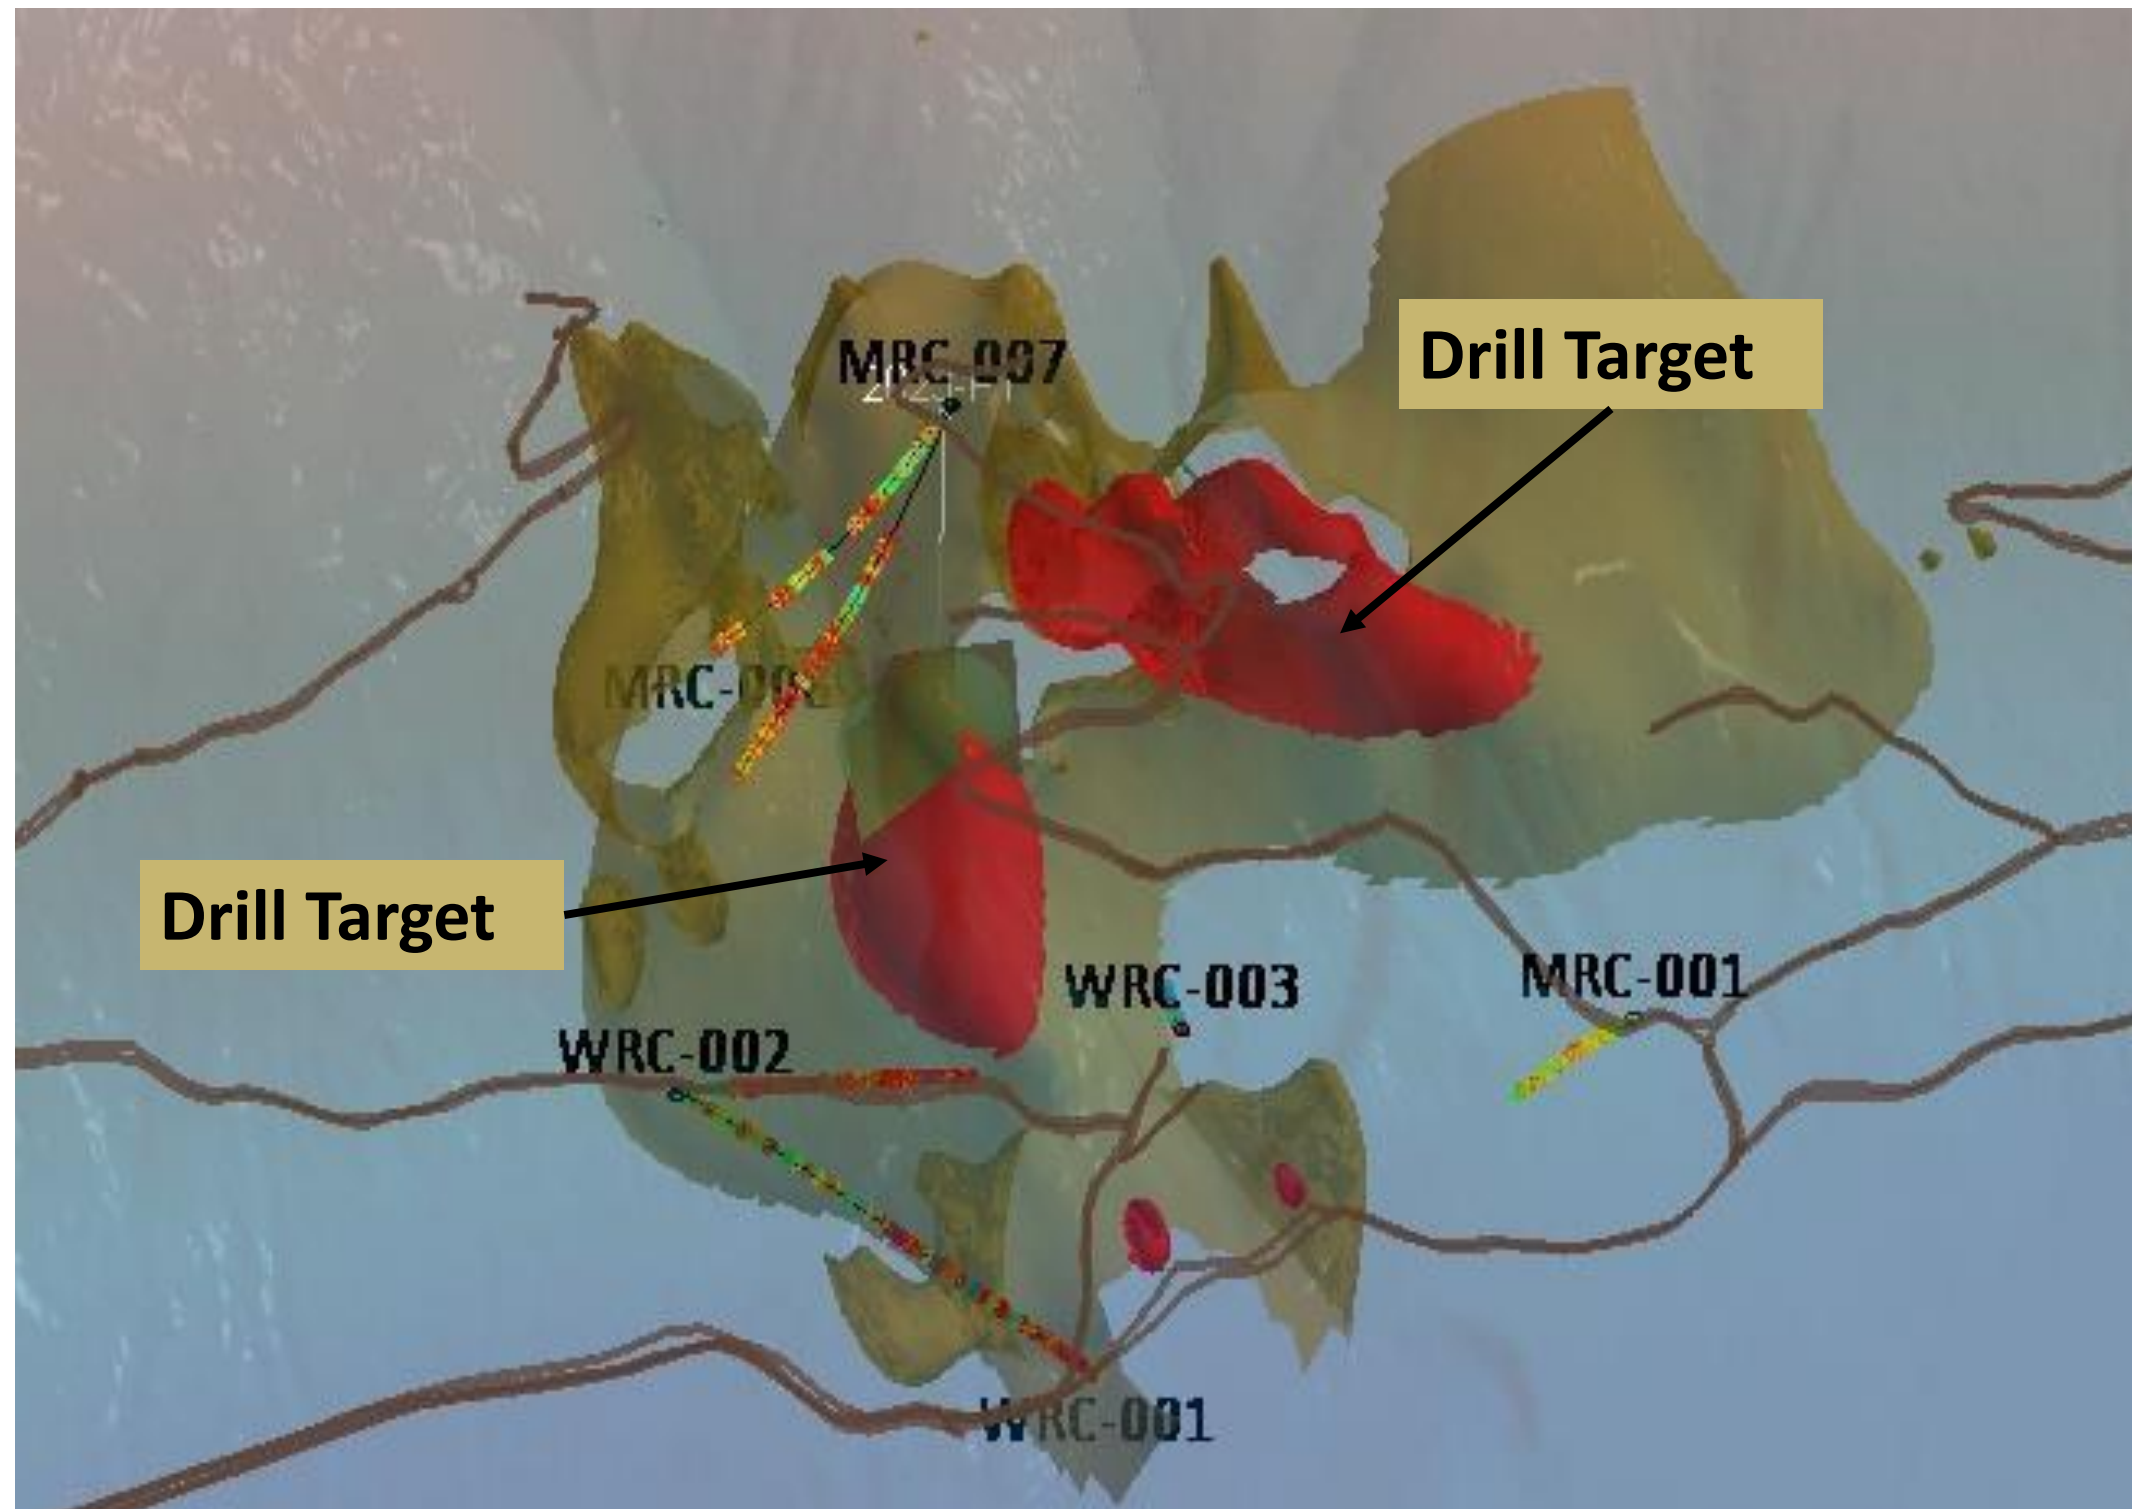 MRC-007
Drill Target
Drill Target
WRC-003
MRC-001
WRC-002
WRC-001